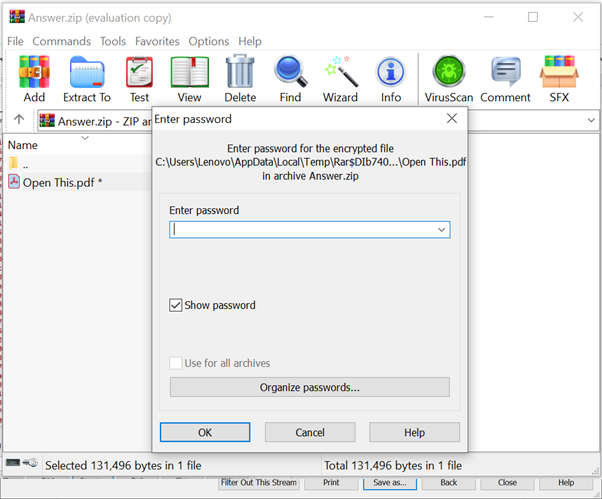 Answer.zip (evaluation copy)
File Commands Tools Favorites Options Help
Add Extract To Test View Delete Find Wizard Info VirusScan Comment SFX
Answer.zip - ZIP ar
Enter password
Name
..
Open This.pdf *
Enter password for the encrypted file
C:\Users\Lenovo\AppData\Local\Temp\Rar$DIb740...\Open This.pdf
in archive Answer.zip
Enter password
Show password
Use for all archives
Organize passwords...
OK Cancel Help
Selected 131,496 bytes in 1 file Total 131,496 bytes in 1 file
Filter Out This Stream Print Save as... Back Close Help